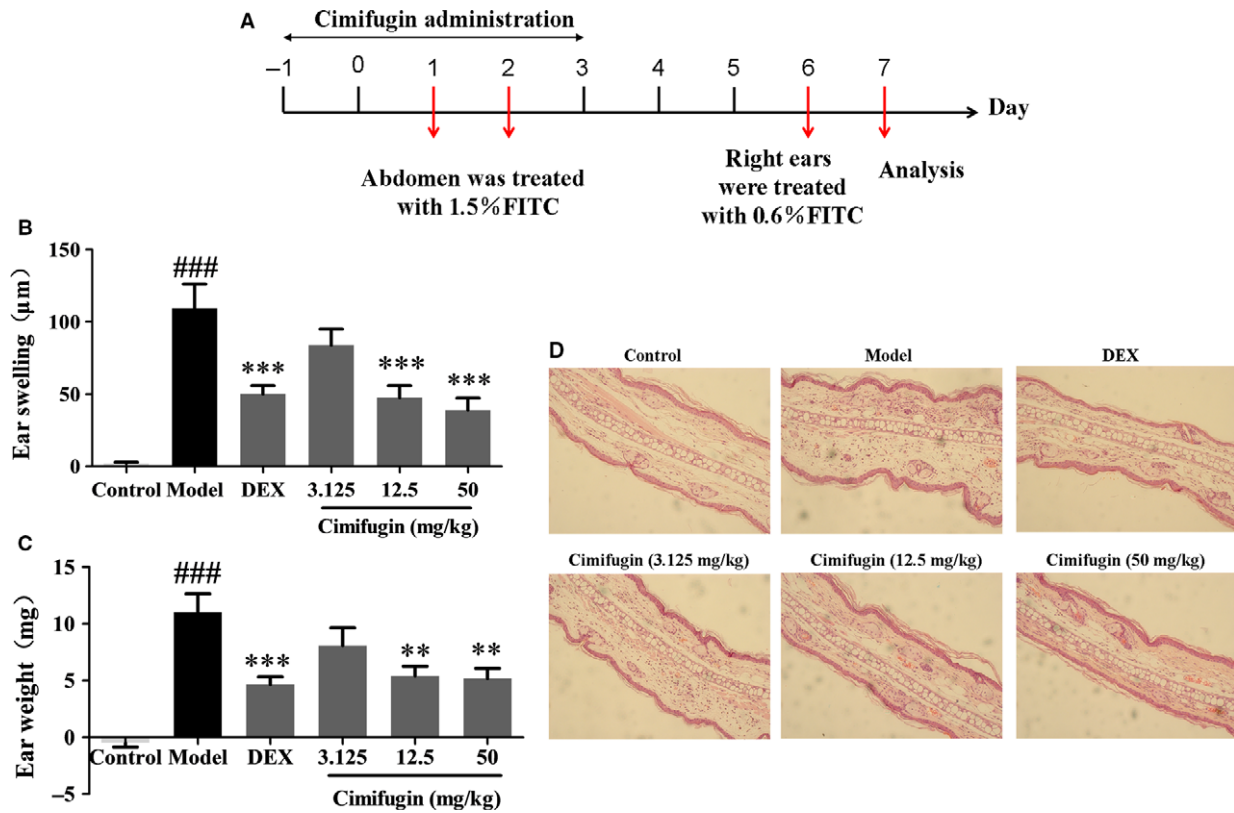 A
Cimifugin administration
–1 0 1 2 3 4 5 6 7
Day
Abdomen was treated
with 1.5%FITC
Right ears
were treated
with 0.6%FITC
Analysis
B
Ear swelling (μm)
150
100
50
0
###
***
***
***
Control Model DEX 3.125 12.5 50
Cimifugin (mg/kg)
C
Ear weight (mg)
15
10
5
0
–5
###
***
**
**
Control Model DEX 3.125 12.5 50
Cimifugin (mg/kg)
D
Control Model DEX
Cimifugin (3.125 mg/kg) Cimifugin (12.5 mg/kg) Cimifugin (50 mg/kg)